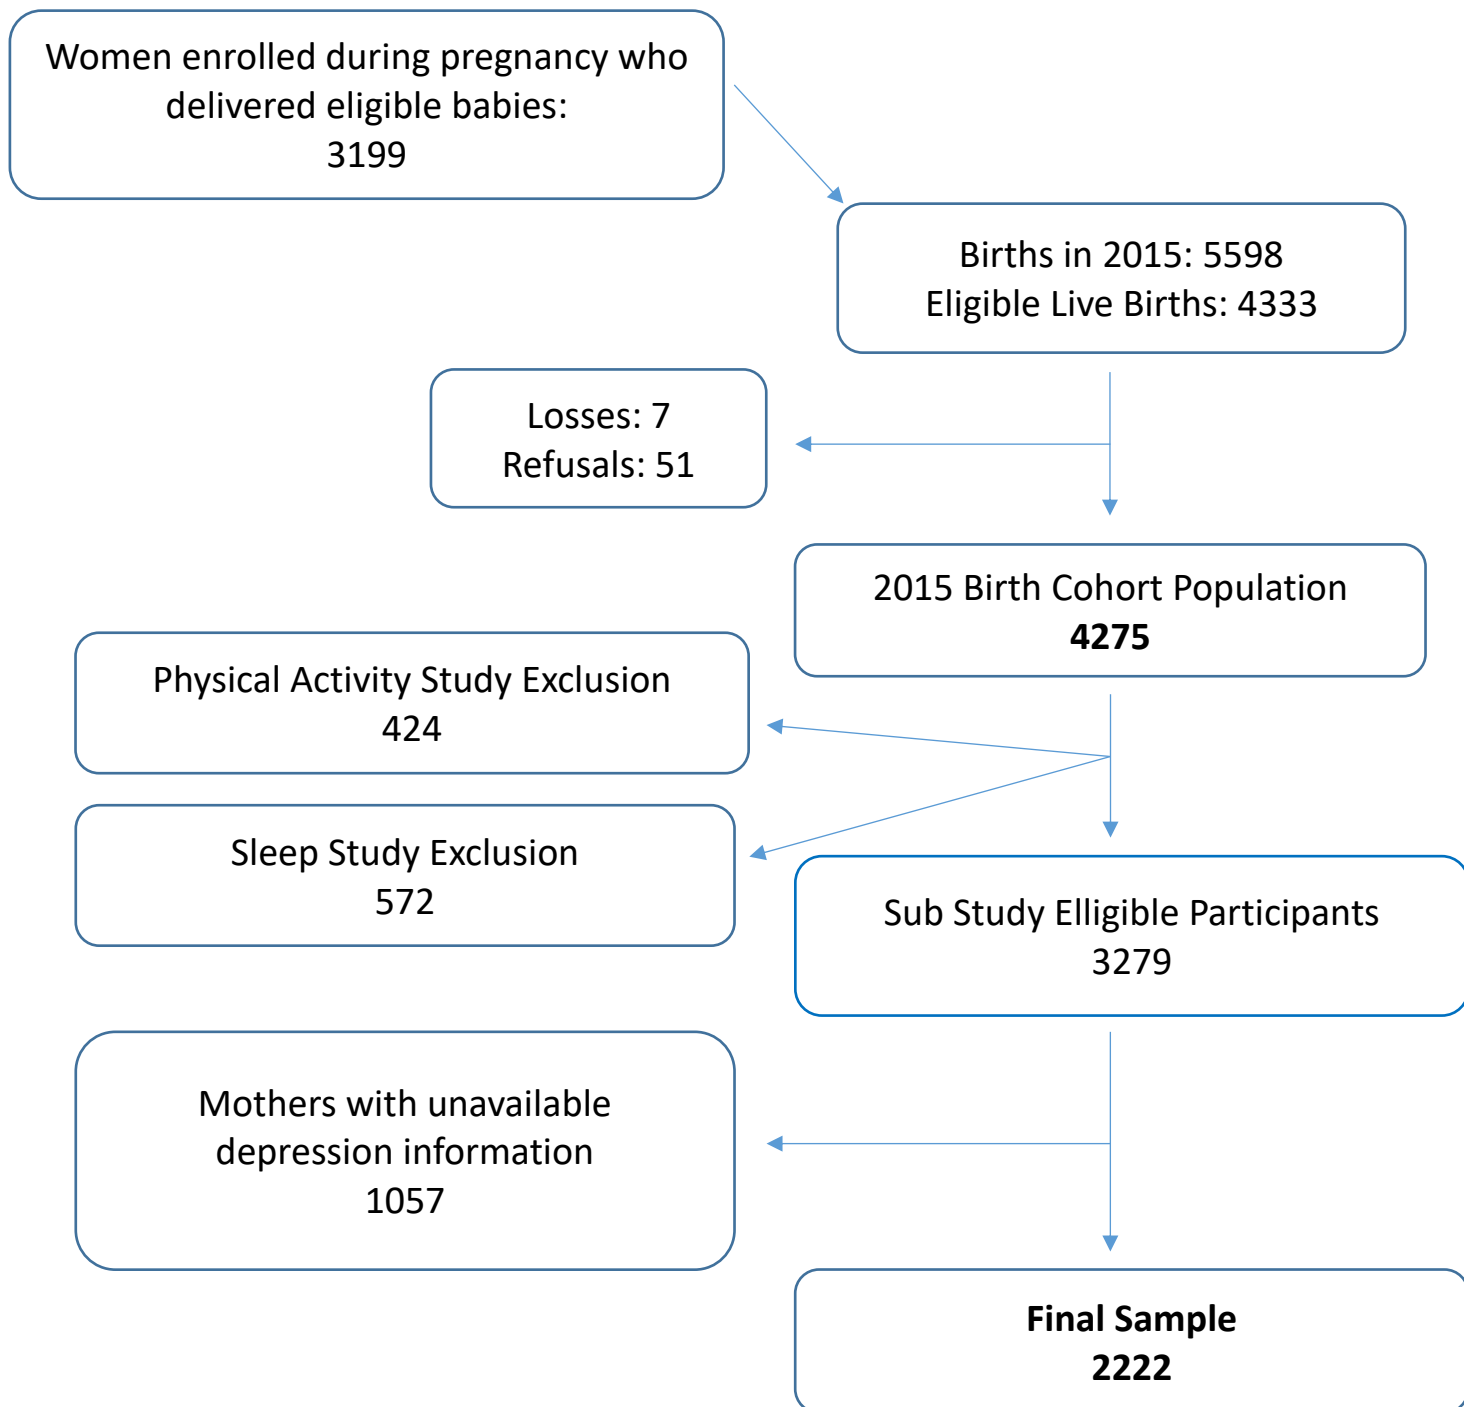 Women enrolled during pregnancy who
delivered eligible babies:
3199
Births in 2015: 5598
Eligible Live Births: 4333
Losses: 7
Refusals: 51
2015 Birth Cohort Population
4275
Physical Activity Study Exclusion
424
Sleep Study Exclusion
572
Sub Study Elligible Participants
3279
Mothers with unavailable
depression information
1057
Final Sample
2222